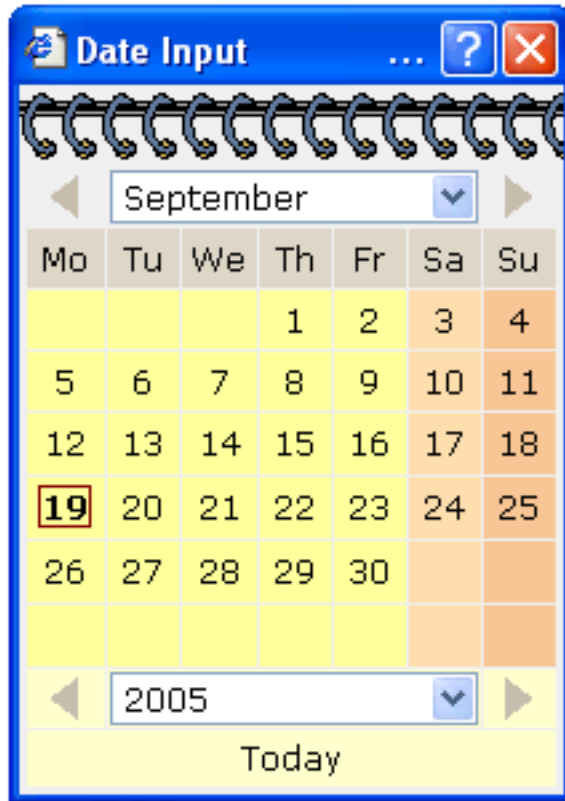 Date Input ... ?
September
Mo Tu We Th Fr Sa Su
1 2 3 4
5 6 7 8 9 10 11
12 13 14 15 16 17 18
19 20 21 22 23 24 25
26 27 28 29 30
2005
Today